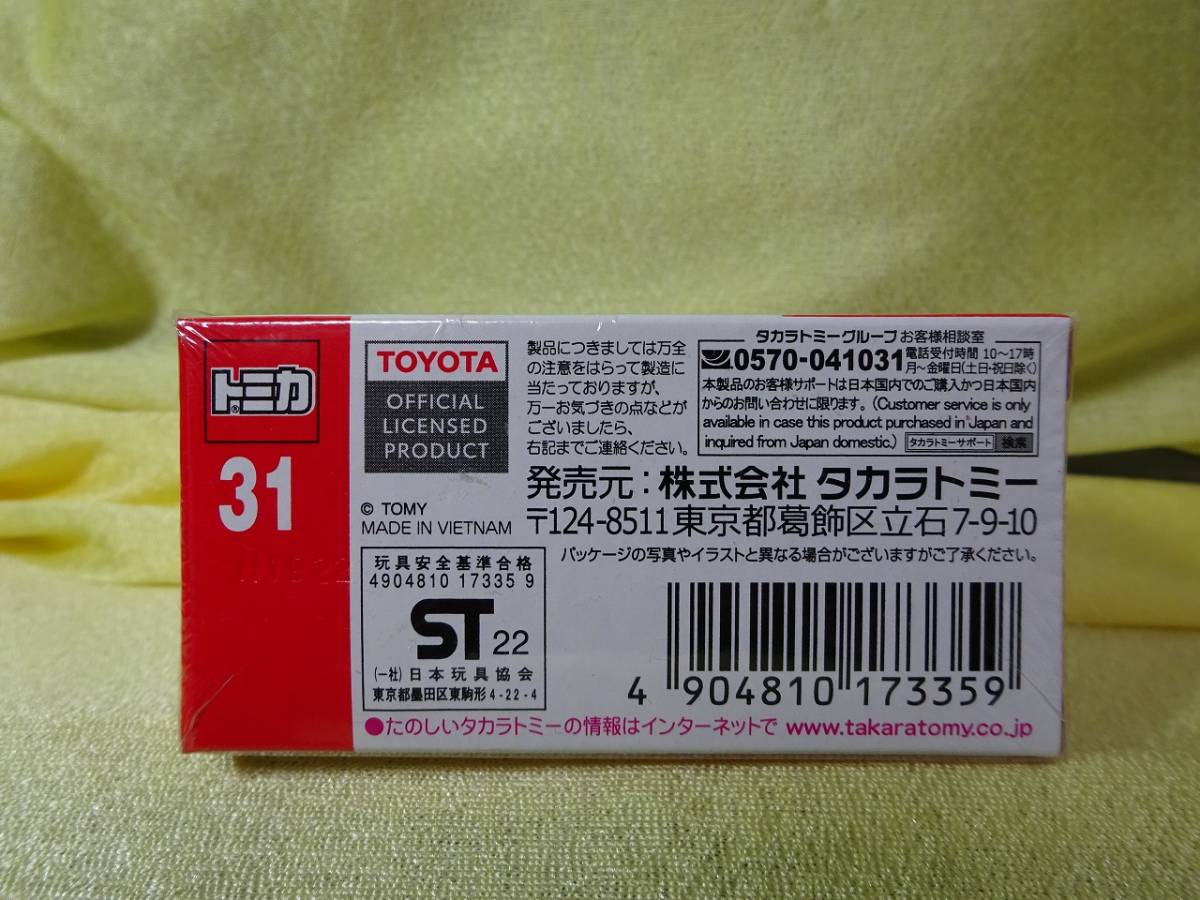 トミカ
®
31
TOYOTA
OFFICIAL
LICENSED
PRODUCT
© TOMY
MADE IN VIETNAM
製品につきましては万全
の注意をはらって製造に
当たっておりますが、
万一お気づきの点などが
ございましたら、
右記までご連絡ください。
タカラトミーグループお客様相談室
0570-041031 電話受付時間 10〜17時
月〜金曜日(土・日・祝日除く)
本製品のお客様サポートは日本国内でのご購入かつ日本国内
からのお問い合わせに限ります。(Customer service is only
available in case this product purchased in Japan and
inquired from Japan domestic.) タカラトミーサポート 検索
発売元:株式会社 タカラトミー
〒124-8511東京都葛飾区立石7-9-10
パッケージの写真やイラストと異なる場合がございますがご了承ください。
玩具安全基準合格
4904810 17335 9
ST 22
(一社)日本玩具協会
東京都墨田区東駒形4-22-4
4 904810 173359
●たのしいタカラトミーの情報はインターネットで www.takaratomy.co.jp